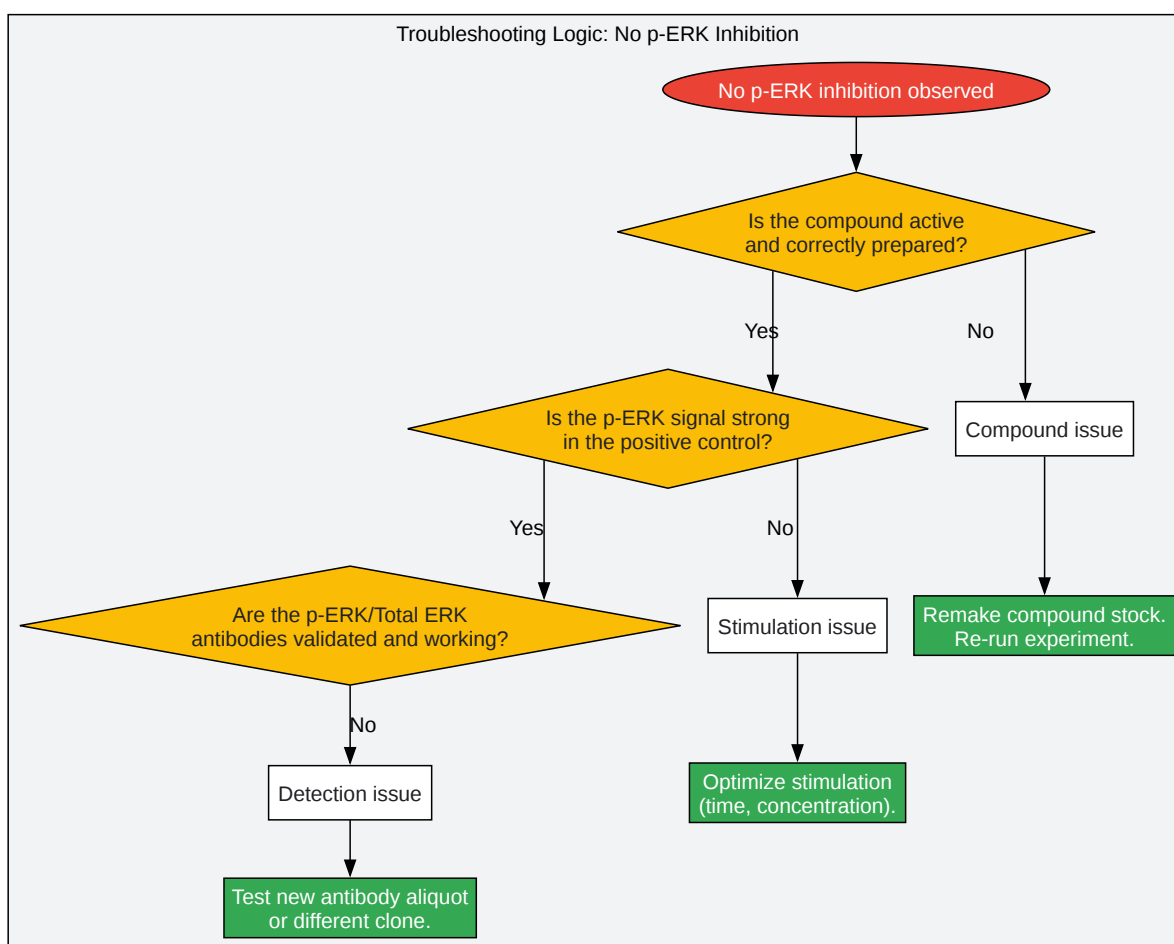 Troubleshooting Logic: No p-ERK Inhibition
No p-ERK inhibition observed
Is the compound active
and correctly prepared?
Yes
No
Is the p-ERK signal strong
in the positive control?
Compound issue
Yes
No
Are the p-ERK/Total ERK
antibodies validated and working?
Stimulation issue
Remake compound stock.
Re-run experiment.
No
Detection issue
Optimize stimulation
(time, concentration).
Test new antibody aliquot
or different clone.